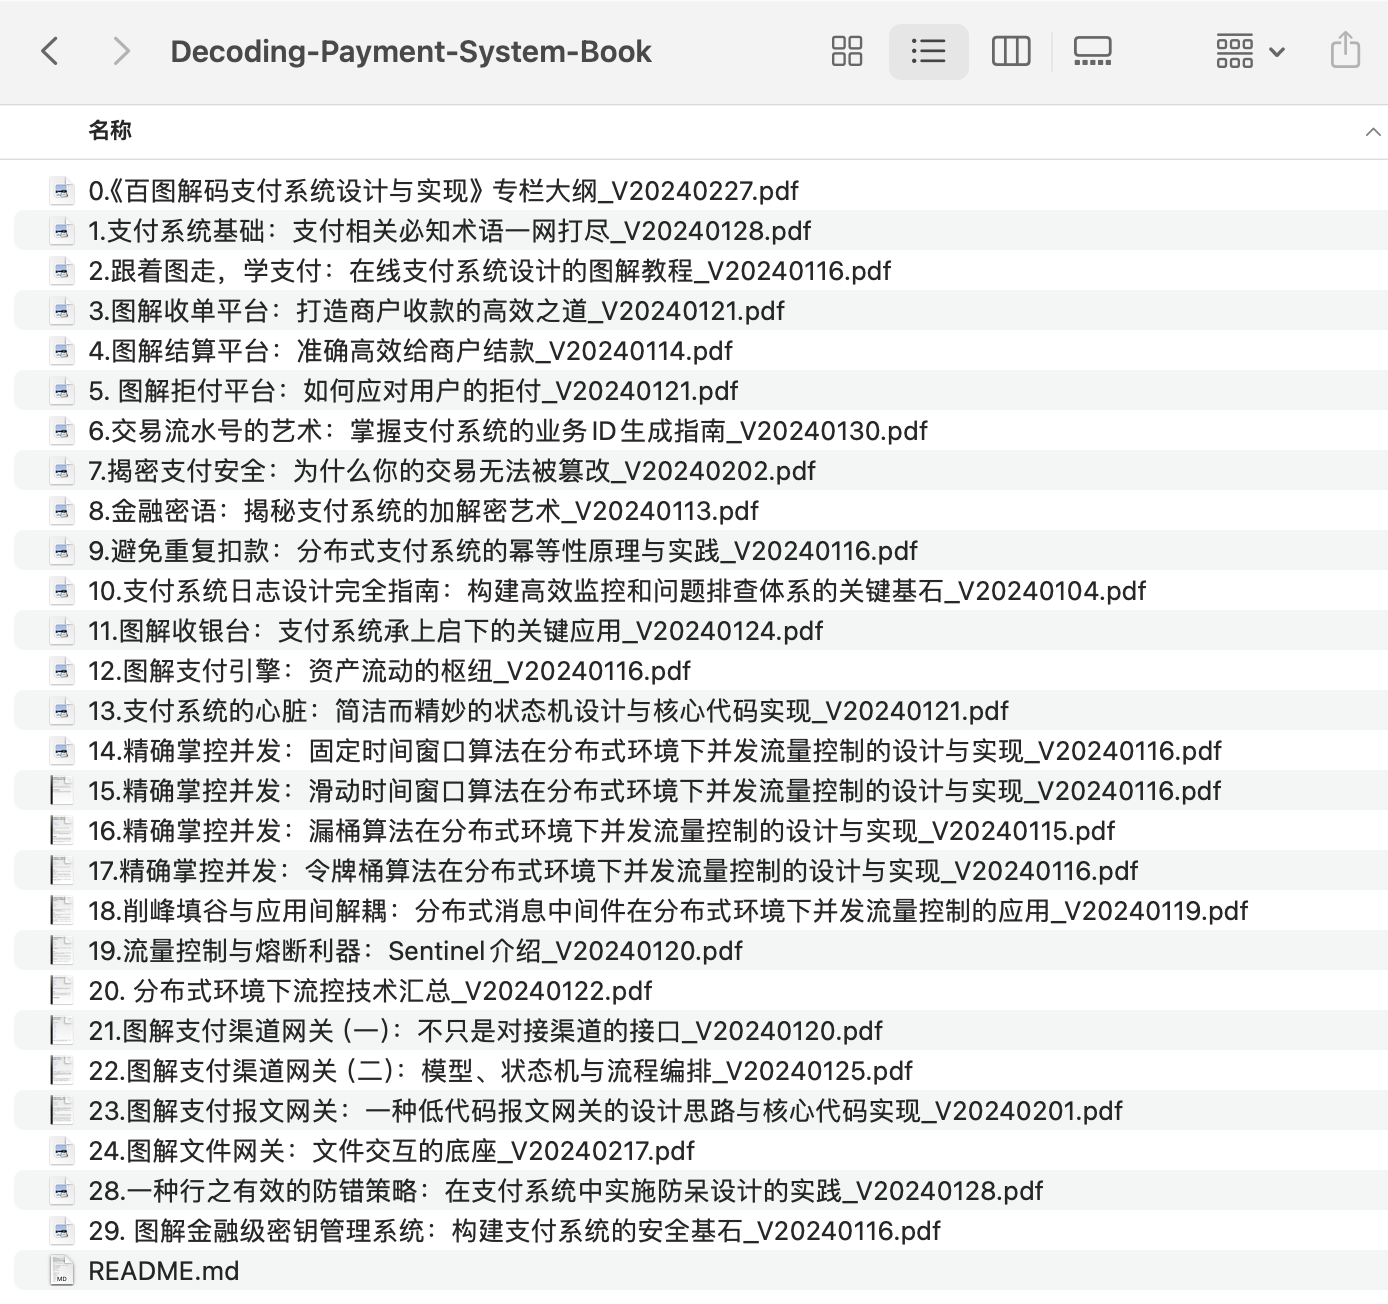 Decoding-Payment-System-Book
名称
0.《百图解码支付系统设计与实现》专栏大纲_V20240227.pdf
1.支付系统基础：支付相关必知术语一网打尽_V20240128.pdf
2.跟着图走，学支付：在线支付系统设计的图解教程_V20240116.pdf
3.图解收单平台：打造商户收款的高效之道_V20240121.pdf
4.图解结算平台：准确高效给商户结款_V20240114.pdf
5. 图解拒付平台：如何应对用户的拒付_V20240121.pdf
6.交易流水号的艺术：掌握支付系统的业务ID生成指南_V20240130.pdf
7.揭密支付安全：为什么你的交易无法被篡改_V20240202.pdf
8.金融密语：揭秘支付系统的加解密艺术_V20240113.pdf
9.避免重复扣款：分布式支付系统的幂等性原理与实践_V20240116.pdf
10.支付系统日志设计完全指南：构建高效监控和问题排查体系的关键基石_V20240104.pdf
11.图解收银台：支付系统承上启下的关键应用_V20240124.pdf
12.图解支付引擎：资产流动的枢纽_V20240116.pdf
13.支付系统的心脏：简洁而精妙的状态机设计与核心代码实现_V20240121.pdf
14.精确掌控并发：固定时间窗口算法在分布式环境下并发流量控制的设计与实现_V20240116.pdf
15.精确掌控并发：滑动时间窗口算法在分布式环境下并发流量控制的设计与实现_V20240116.pdf
16.精确掌控并发：漏桶算法在分布式环境下并发流量控制的设计与实现_V20240115.pdf
17.精确掌控并发：令牌桶算法在分布式环境下并发流量控制的设计与实现_V20240116.pdf
18.削峰填谷与应用间解耦：分布式消息中间件在分布式环境下并发流量控制的应用_V20240119.pdf
19.流量控制与熔断利器：Sentinel介绍_V20240120.pdf
20. 分布式环境下流控技术汇总_V20240122.pdf
21.图解支付渠道网关（一）：不只是对接渠道的接口_V20240120.pdf
22.图解支付渠道网关（二）：模型、状态机与流程编排_V20240125.pdf
23.图解支付报文网关：一种低代码报文网关的设计思路与核心代码实现_V20240201.pdf
24.图解文件网关：文件交互的底座_V20240217.pdf
28.一种行之有效的防错策略：在支付系统中实施防呆设计的实践_V20240128.pdf
29. 图解金融级密钥管理系统：构建支付系统的安全基石_V20240116.pdf
README.md